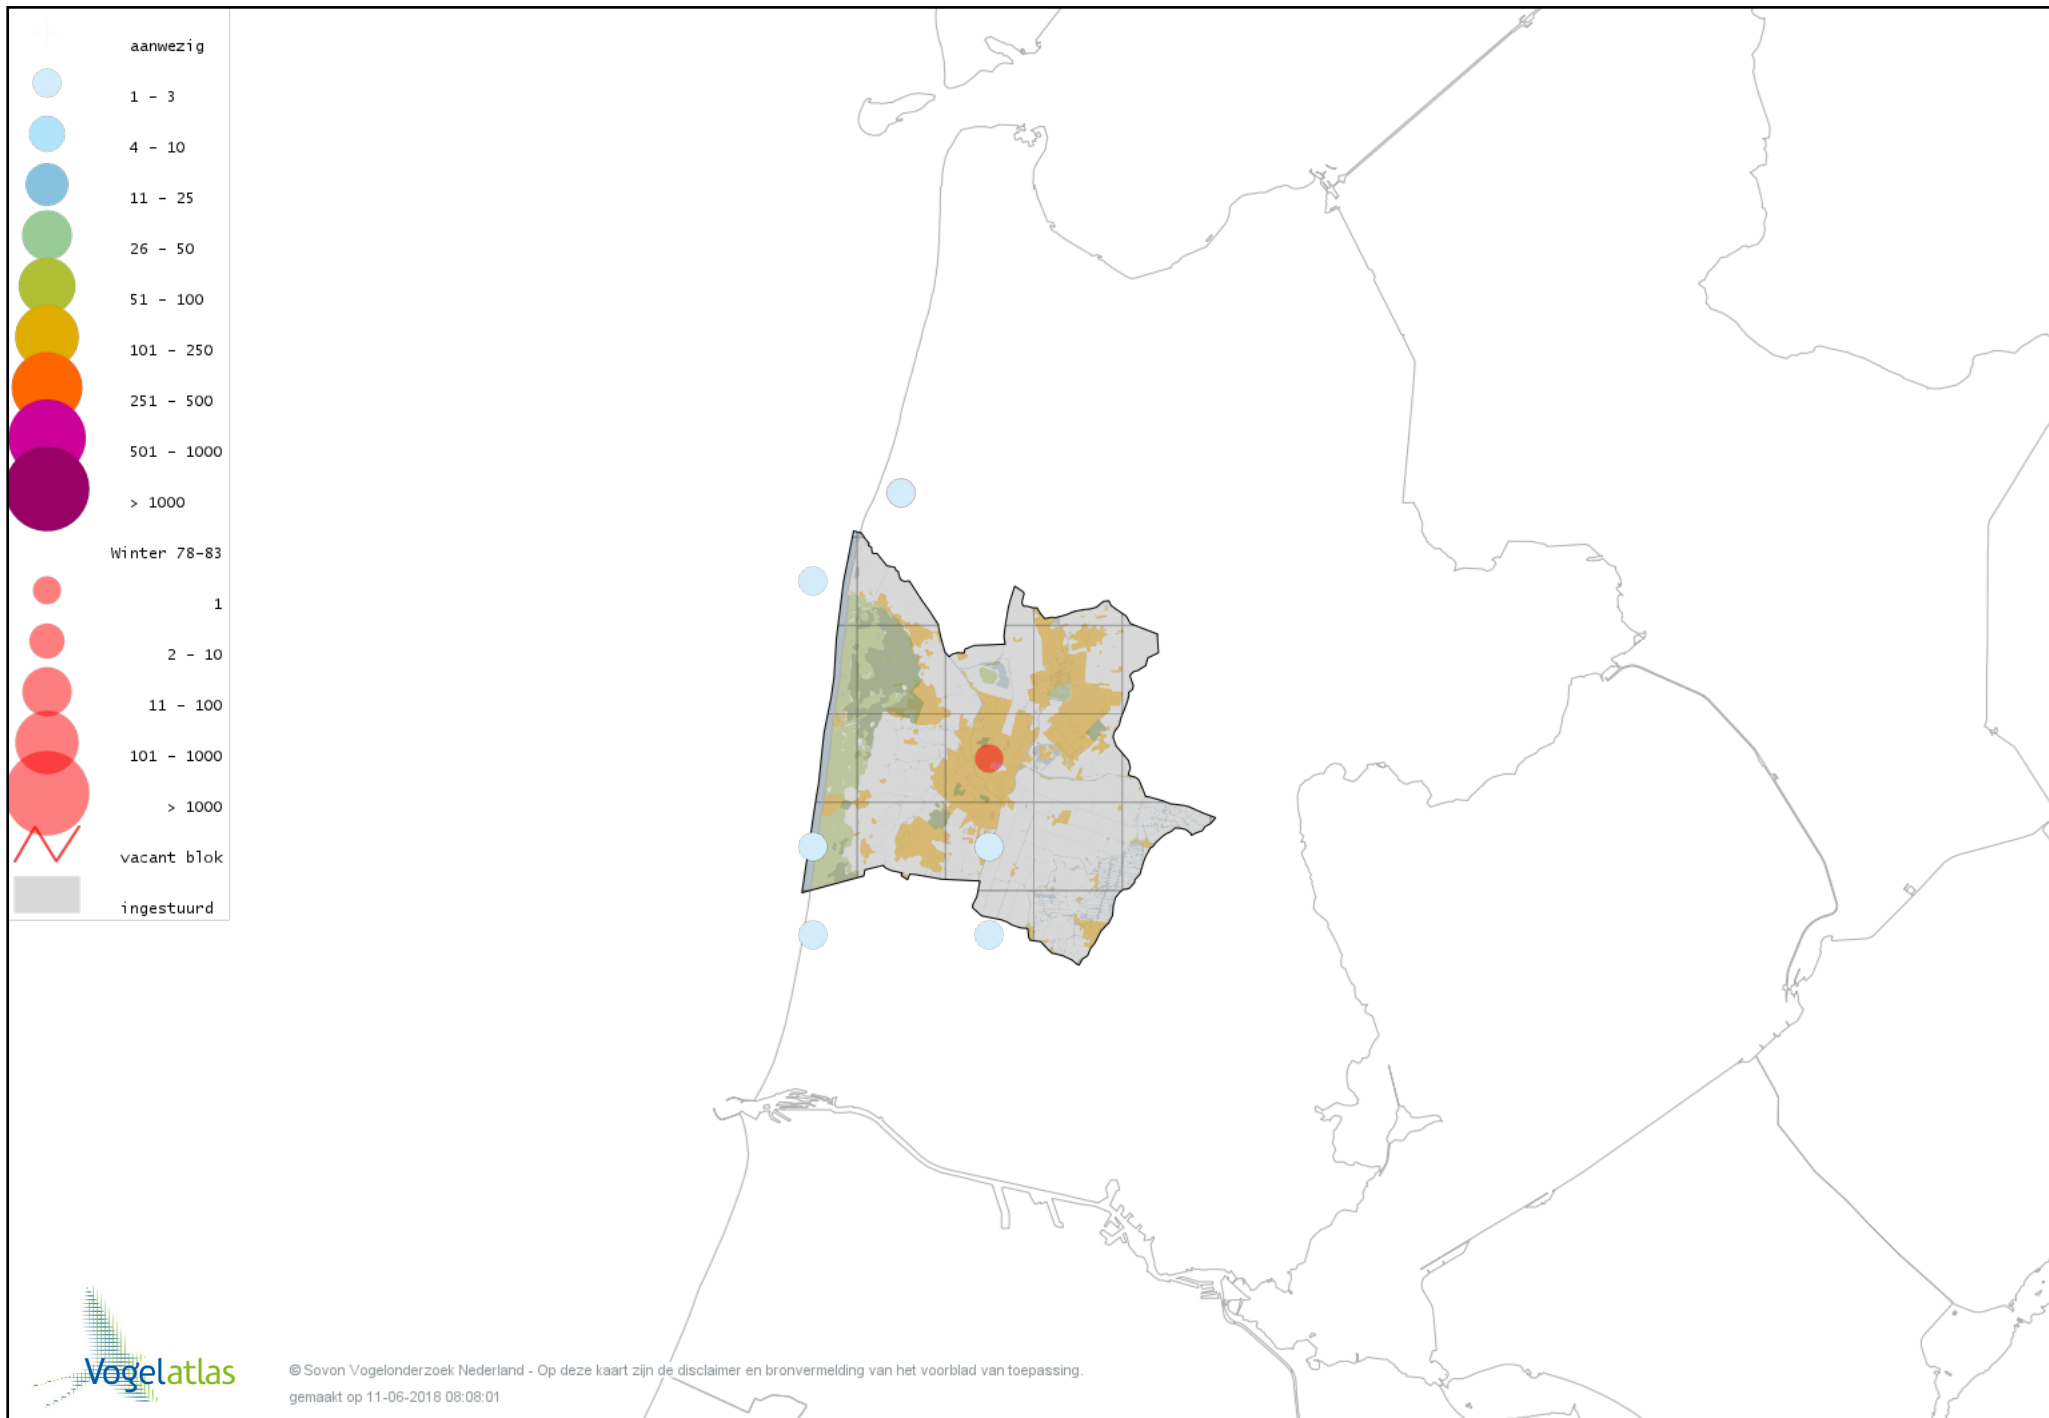 aanwezig
1 - 3
4 - 10
11 - 25
26 - 50
51 - 100
101 - 250
251 - 500
501 - 1000
> 1000
Winter 78-83
1
2 - 10
11 - 100
101 - 1000
> 1000
vacant blok
ingestuurd
Vogelatlas
© Sovon Vogelonderzoek Nederland - Op deze kaart zijn de disclaimer en bronvermelding van het voorblad van toepassing.
gemaakt op 11-06-2018 08:08:01